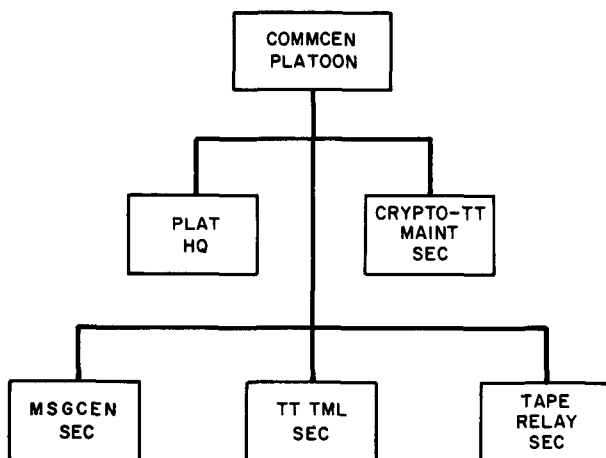 COMMCEN
PLATOON
PLAT
HQ
CRYPTO-TT
MAINT
SEC
MSGCEN
SEC
TT TML
SEC
TAPE
RELAY
SEC